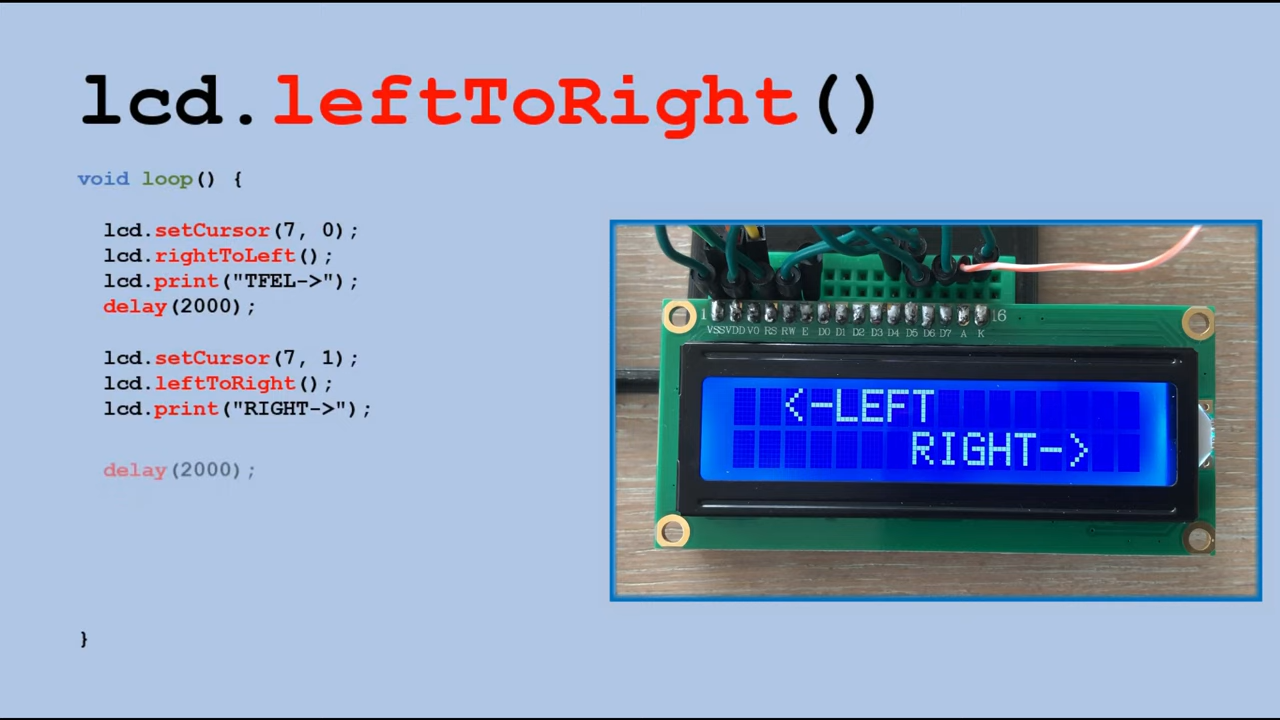 lcd.leftToRight()
void loop() {
lcd.setCursor(7, 0);
lcd.rightToLeft();
lcd.print("TFEL->");
delay(2000);
lcd.setCursor(7, 1);
lcd.leftToRight();
lcd.print("RIGHT->");
delay(2000);
}
1 16
VSS VDD V0 RS RW E D0 D1 D2 D3 D4 D5 D6 D7 A K
<-LEFT
RIGHT->